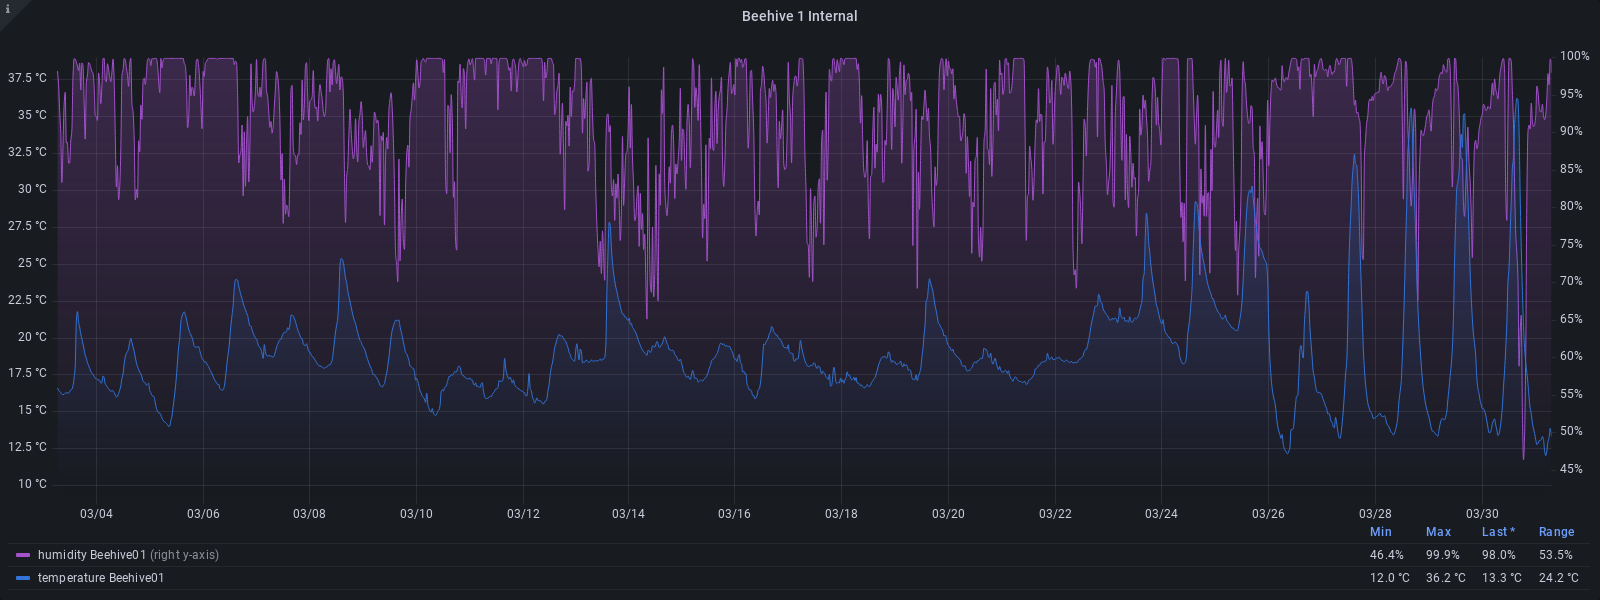 i
Beehive 1 Internal
37.5 °C
35 °C
32.5 °C
30 °C
27.5 °C
25 °C
22.5 °C
20 °C
17.5 °C
15 °C
12.5 °C
10 °C
100%
95%
90%
85%
80%
75%
70%
65%
60%
55%
50%
45%
03/04 03/06 03/08 03/10 03/12 03/14 03/16 03/18 03/20 03/22 03/24 03/26 03/28 03/30
Min Max Last * Range
humidity Beehive01 (right y-axis) 46.4% 99.9% 98.0% 53.5%
temperature Beehive01 12.0 °C 36.2 °C 13.3 °C 24.2 °C